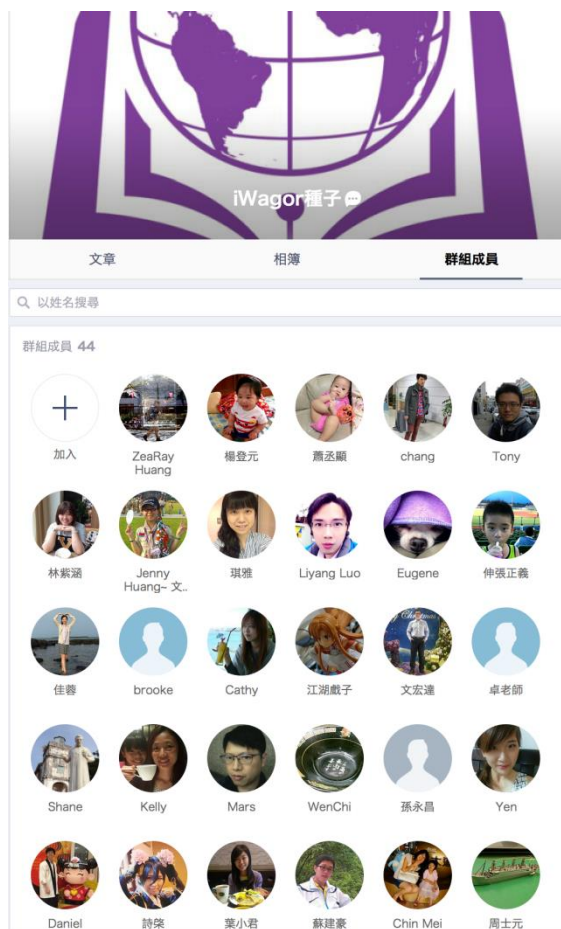 iWagor種子
文章 相簿 群組成員
以姓名搜尋
群組成員 44
加入 ZeaRay Huang 楊登元 蕭丞顯 chang Tony
林紫涵 Jenny Huang~ 文.. 琪雅 Liyang Luo Eugene 伸張正義
佳蓉 brooke Cathy 江湖戲子 文宏達 卓老師
Shane Kelly Mars WenChi 孫永昌 Yen
Daniel 詩棨 葉小君 蘇建豪 Chin Mei 周士元